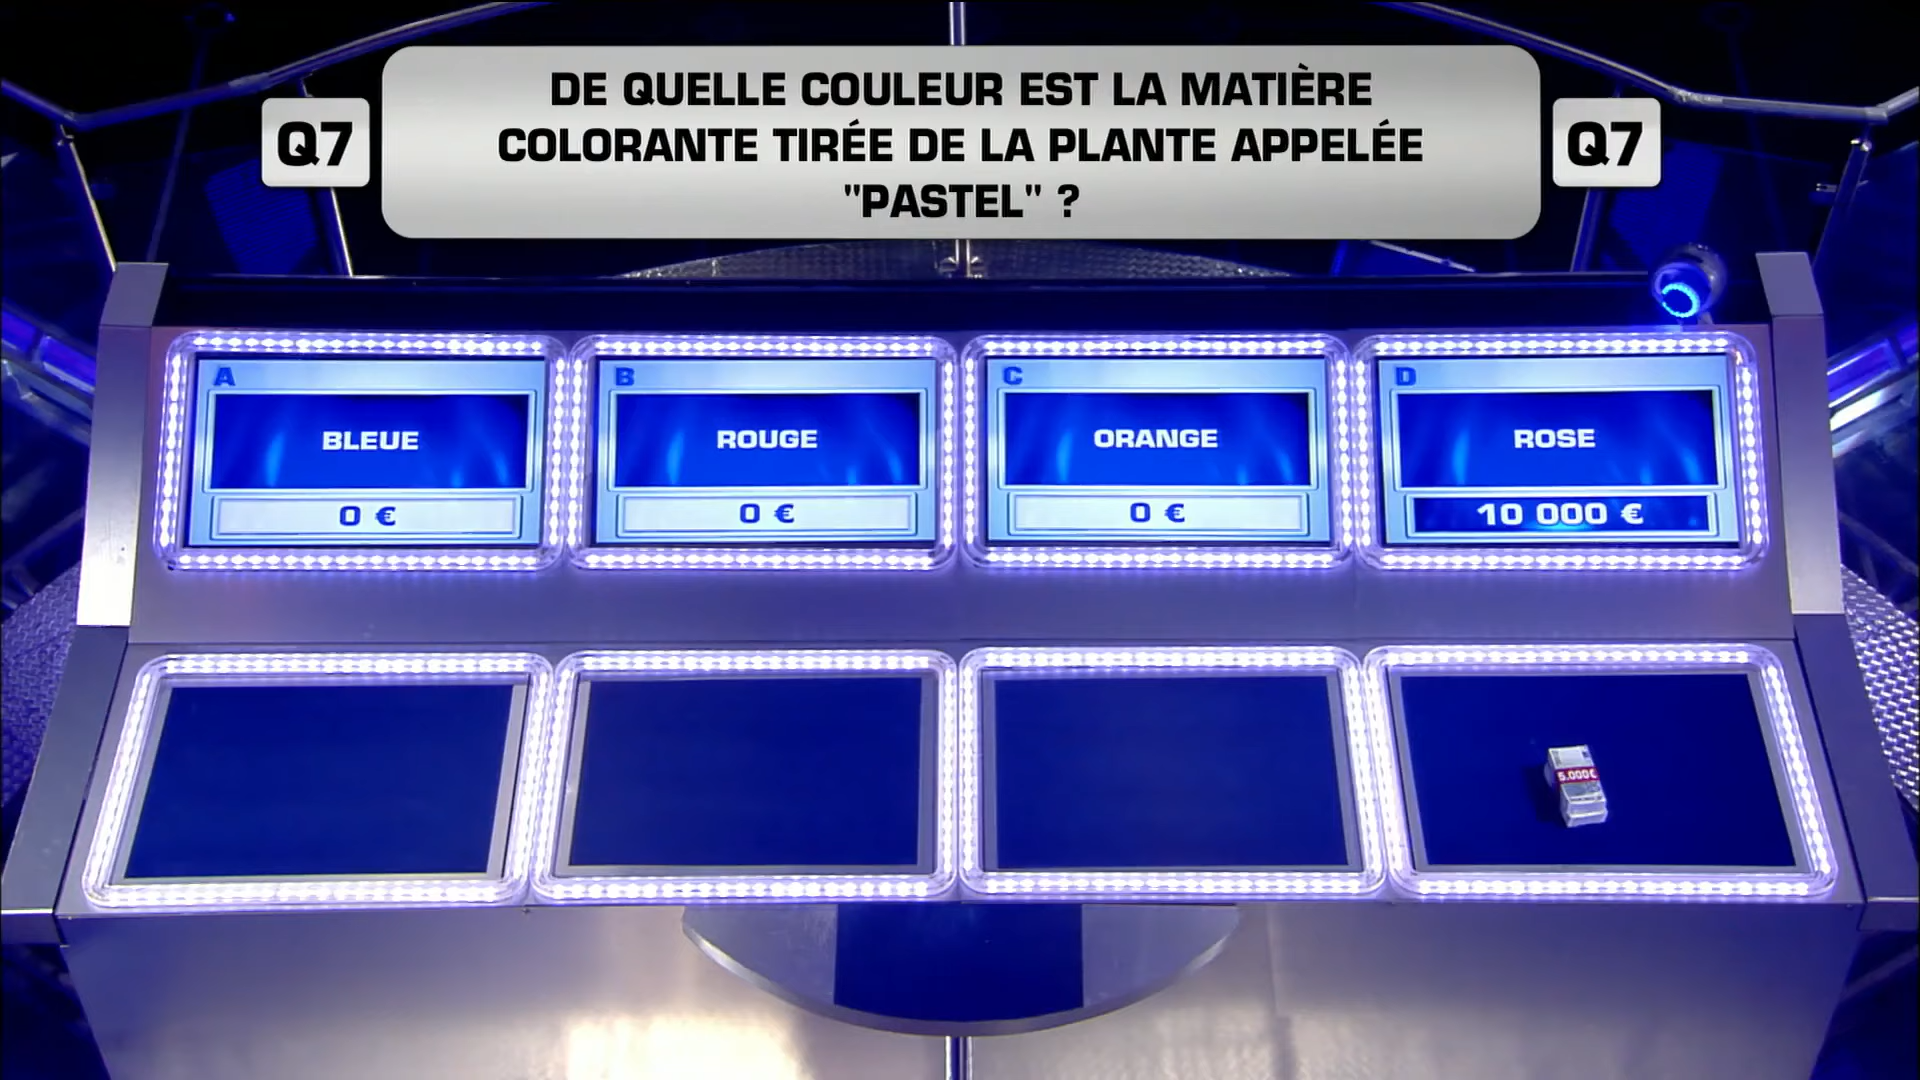 DE QUELLE COULEUR EST LA MATIÈRE
Q7
COLORANTE TIRÉE DE LA PLANTE APPELÉE
Q7
"PASTEL" ?
A
BLEUE
0 €
B
ROUGE
0 €
C
ORANGE
0 €
D
ROSE
10 000 €
5.000€